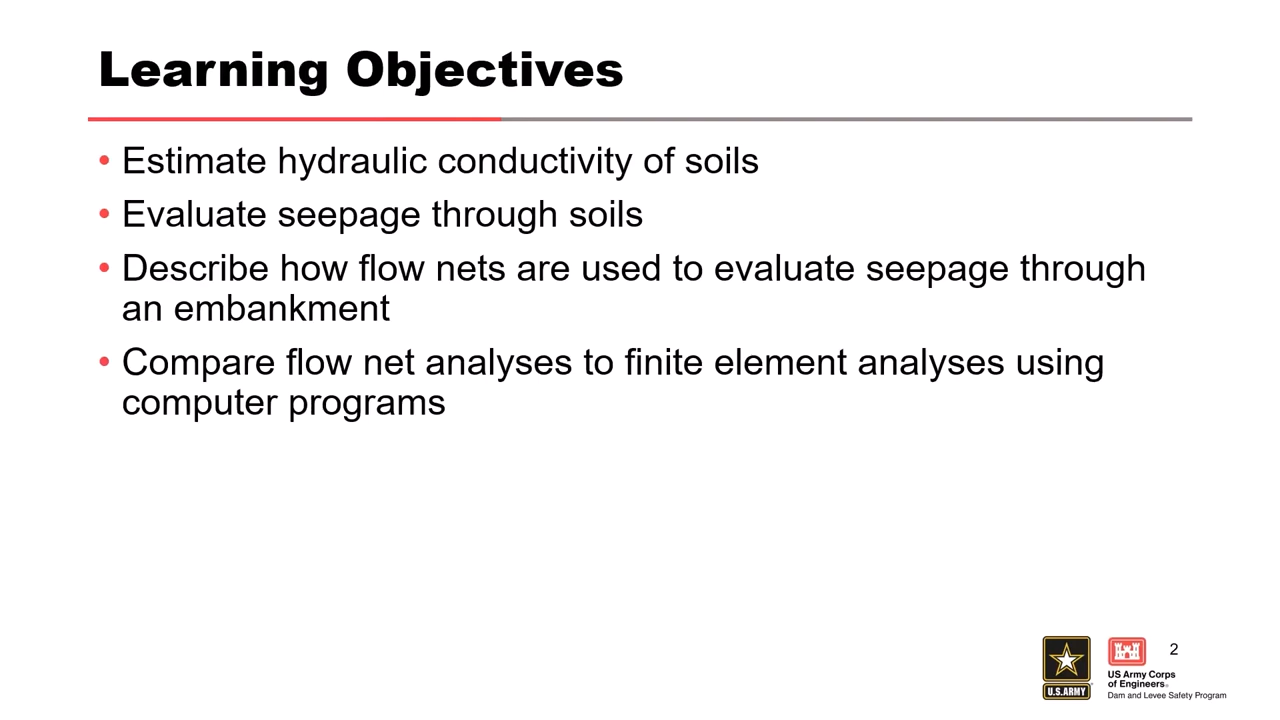 Learning Objectives
• Estimate hydraulic conductivity of soils
• Evaluate seepage through soils
• Describe how flow nets are used to evaluate seepage through
an embankment
• Compare flow net analyses to finite element analyses using
computer programs
2
U.S.ARMY
US Army Corps
of Engineers®
Dam and Levee Safety Program